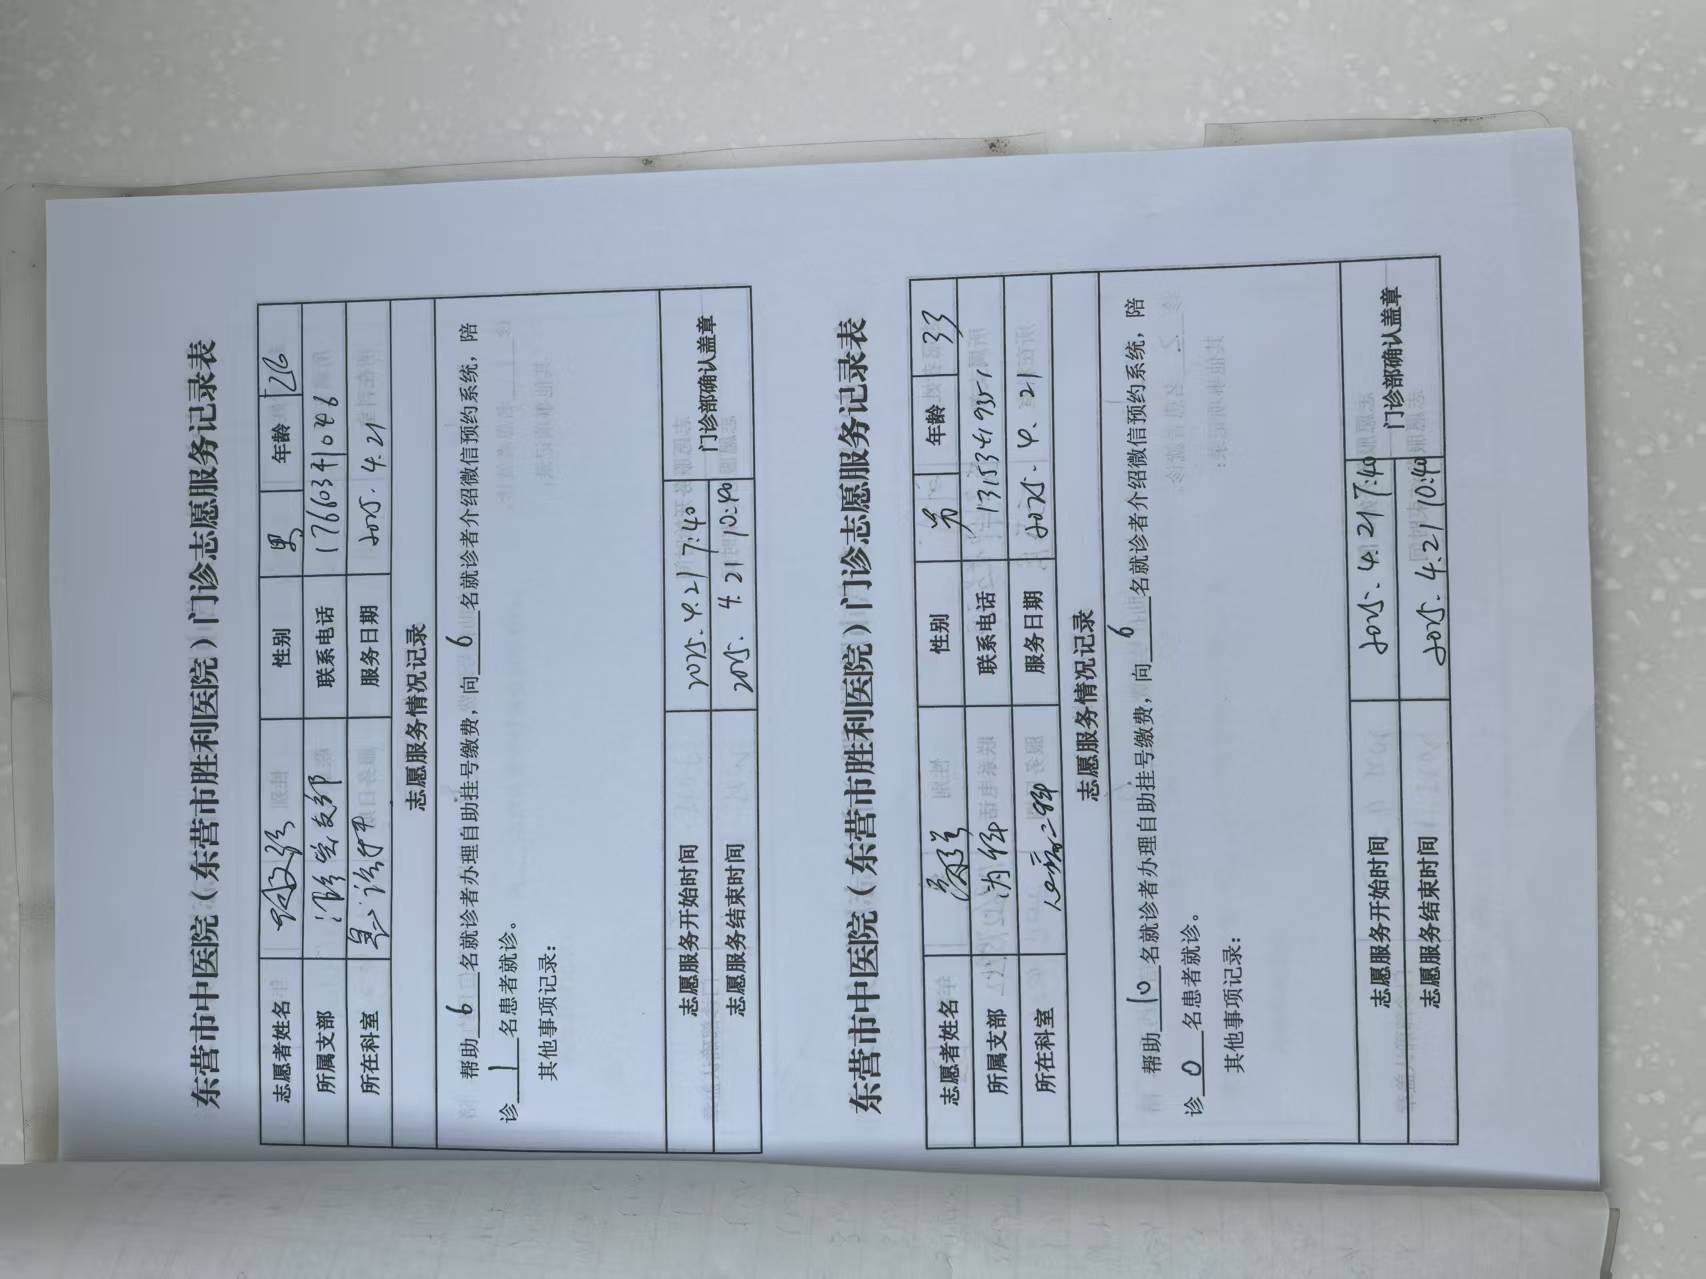 东营市中医院（东营市胜利医院）门诊志愿服务记录表
志愿者姓名 性别 男 年龄 26
所属支部 联系电话
所在科室 急诊 服务日期 2025.4.21
志愿服务情况记录
帮助 6 名就诊者办理自助挂号缴费，向 6 名就诊者介绍微信预约系统，陪
诊 1 名患者就诊。
其他事项记录：
志愿服务开始时间 2025.4.21 7:40 门诊部确认盖章
志愿服务结束时间 2025.4.21 10:40
东营市中医院（东营市胜利医院）门诊志愿服务记录表
志愿者姓名 性别 男 年龄 33
所属支部 联系电话
所在科室 服务日期 2025.4.21
志愿服务情况记录
帮助 10 名就诊者办理自助挂号缴费，向 6 名就诊者介绍微信预约系统，陪
诊 0 名患者就诊。
其他事项记录：
志愿服务开始时间 2025.4.21 7:40 门诊部确认盖章
志愿服务结束时间 2025.4.21 10:40